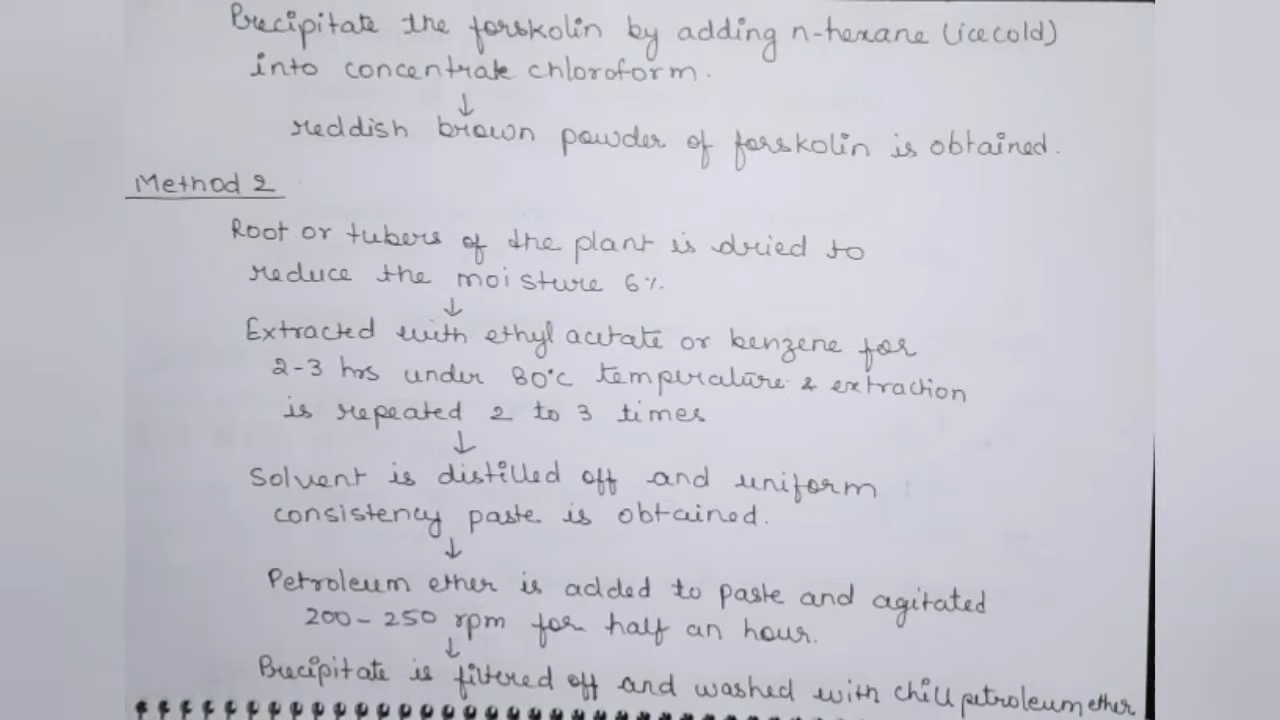 Precipitate the forskolin by adding n-hexane (ice cold)
into concentrate chloroform.
↓
reddish brown powder of forskolin is obtained.
Method 2
Root or tubers of the plant is dried to
reduce the moisture 6%.
↓
Extracted with ethyl acetate or benzene for
2-3 hrs under 80°C temperature & extraction
is repeated 2 to 3 times
↓
Solvent is distilled off and uniform
consistency paste is obtained.
↓
Petroleum ether is added to paste and agitated
200-250 rpm for half an hour.
↓
Precipitate is filtered off and washed with chill petroleum ether